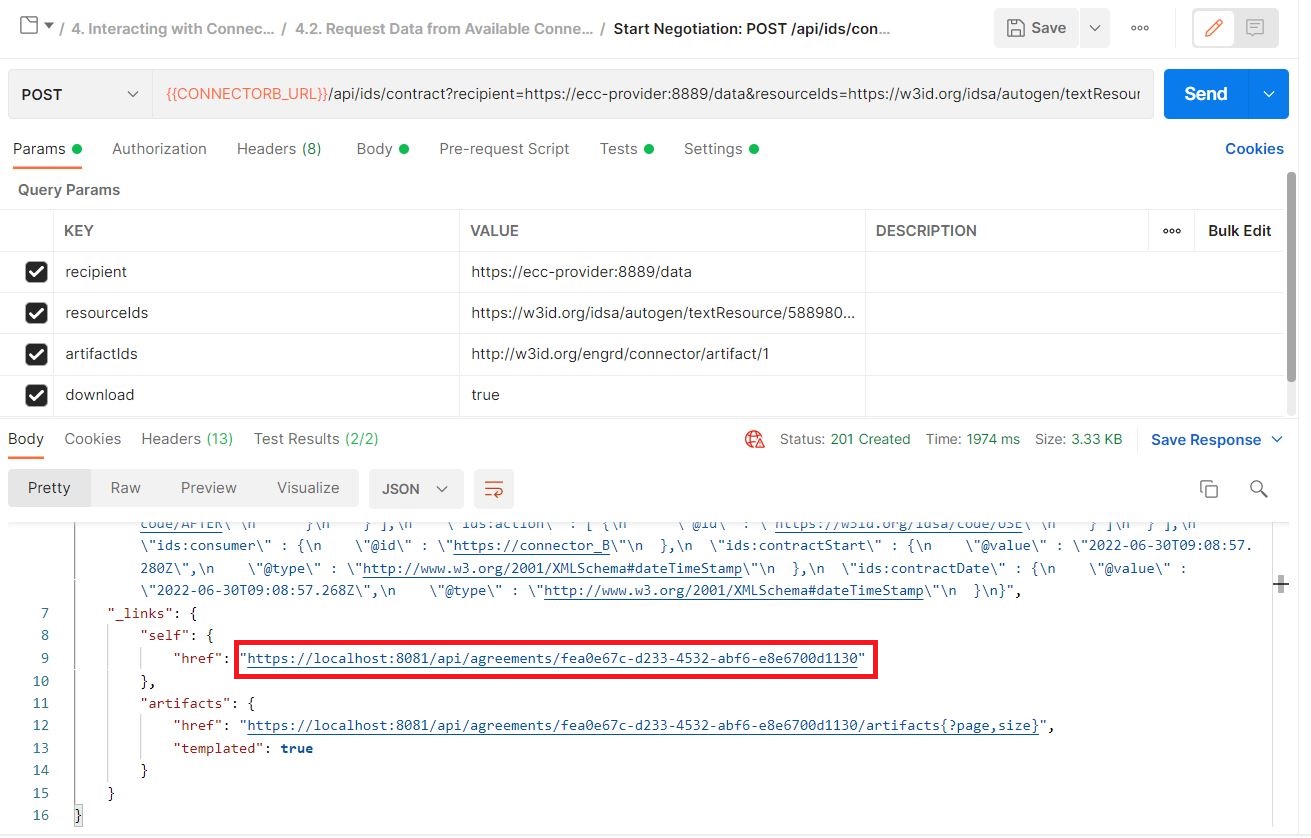 / 4. Interacting with Connec... / 4.2. Request Data from Available Conne... / Start Negotiation: POST /api/ids/con... Save
POST {{CONNECTORB_URL}}/api/ids/contract?recipient=https://ecc-provider:8889/data&resourceIds=https://w3id.org/idsa/autogen/textResour Send
Params Authorization Headers (8) Body Pre-request Script Tests Settings Cookies
Query Params
KEY VALUE DESCRIPTION Bulk Edit
recipient https://ecc-provider:8889/data
resourceIds https://w3id.org/idsa/autogen/textResource/588980...
artifactIds http://w3id.org/engrd/connector/artifact/1
download true
Body Cookies Headers (13) Test Results (2/2) Status: 201 Created Time: 1974 ms Size: 3.33 KB Save Response
Pretty Raw Preview Visualize JSON
code/AFTER\"\n }\n } ],\n \"ids:action\" : [ {\n \"@id\" : \"https://w3id.org/idsa/code/USE\"\n } ]\n } ],\n
\"ids:consumer\" : {\n \"@id\" : \"https://connector_B\"\n },\n \"ids:contractStart\" : {\n \"@value\" : \"2022-06-30T09:08:57.
280Z\",\n \"@type\" : \"http://www.w3.org/2001/XMLSchema#dateTimeStamp\"\n },\n \"ids:contractDate\" : {\n \"@value\" :
\"2022-06-30T09:08:57.268Z\",\n \"@type\" : \"http://www.w3.org/2001/XMLSchema#dateTimeStamp\"\n }\n}",
7 "_links": {
8 "self": {
9 "href": "https://localhost:8081/api/agreements/fea0e67c-d233-4532-abf6-e8e6700d1130"
10 },
11 "artifacts": {
12 "href": "https://localhost:8081/api/agreements/fea0e67c-d233-4532-abf6-e8e6700d1130/artifacts{?page,size}",
13 "templated": true
14 }
15 }
16 }